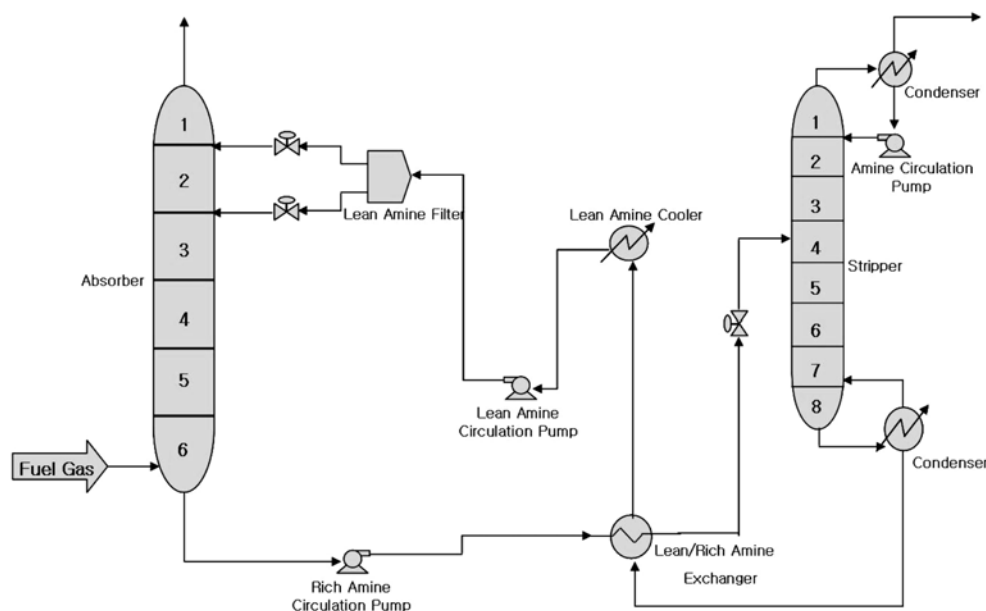 Condenser
1
2
3
4
5
6
Absorber
Lean Amine Filter
Lean Amine Cooler
1
2
3
4
5
6
7
8
Amine Circulation
Pump
Stripper
Lean Amine
Circulation Pump
Condenser
Fuel Gas
Rich Amine
Circulation Pump
Lean/Rich Amine
Exchanger